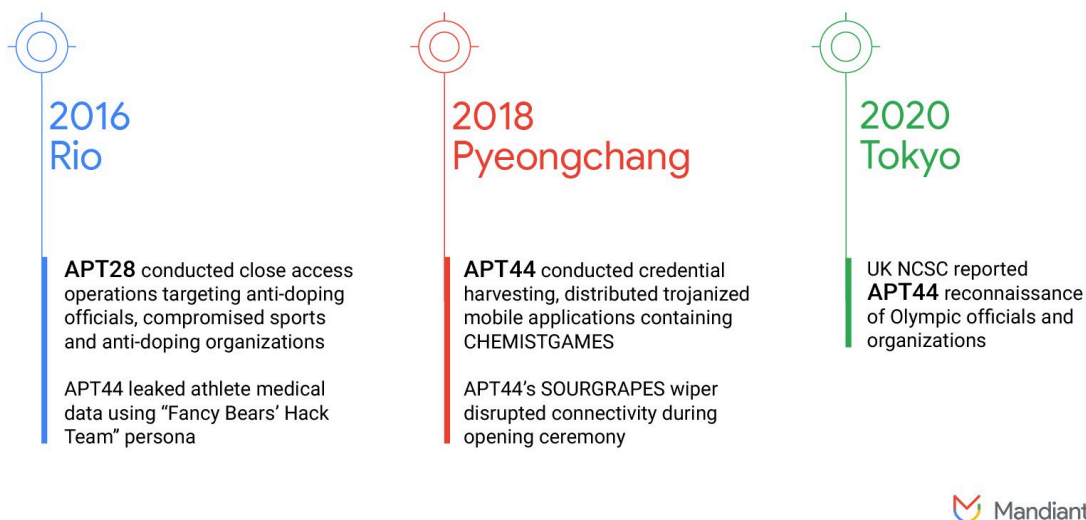 2016
Rio
APT28 conducted close access
operations targeting anti-doping
officials, compromised sports
and anti-doping organizations
APT44 leaked athlete medical
data using “Fancy Bears’ Hack
Team” persona
2018
Pyeongchang
APT44 conducted credential
harvesting, distributed trojanized
mobile applications containing
CHEMISTGAMES
APT44’s SOURGRAPES wiper
disrupted connectivity during
opening ceremony
2020
Tokyo
UK NCSC reported
APT44 reconnaissance
of Olympic officials and
organizations
Mandiant